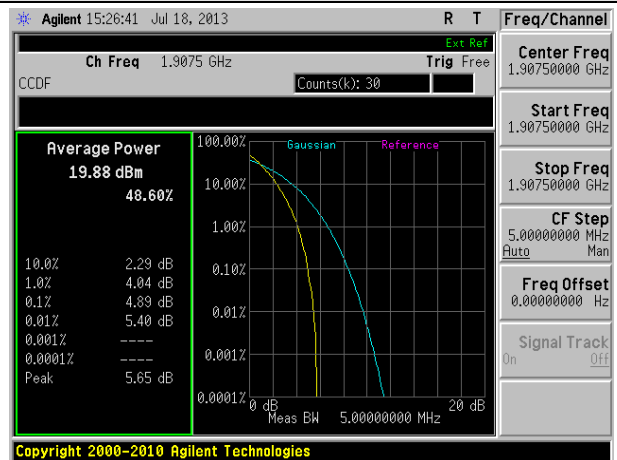 Agilent 15:26:41 Jul 18, 2013 R T
Ext Ref
Ch Freq 1.9075 GHz Trig Free
CCDF Counts(k): 30
Average Power
19.88 dBm
48.60%
10.0% 2.29 dB
1.0% 4.04 dB
0.1% 4.89 dB
0.01% 5.40 dB
0.001% ----
0.0001% ----
Peak 5.65 dB
Gaussian Reference
100.00%
10.00%
1.00%
0.10%
0.01%
0.001%
0.0001%
0 dB 20 dB
Meas BW 5.00000000 MHz
Freq/Channel
Center Freq
1.90750000 GHz
Start Freq
1.90750000 GHz
Stop Freq
1.90750000 GHz
CF Step
5.00000000 MHz
Auto Man
Freq Offset
0.00000000 Hz
Signal Track
On Off
Copyright 2000-2010 Agilent Technologies